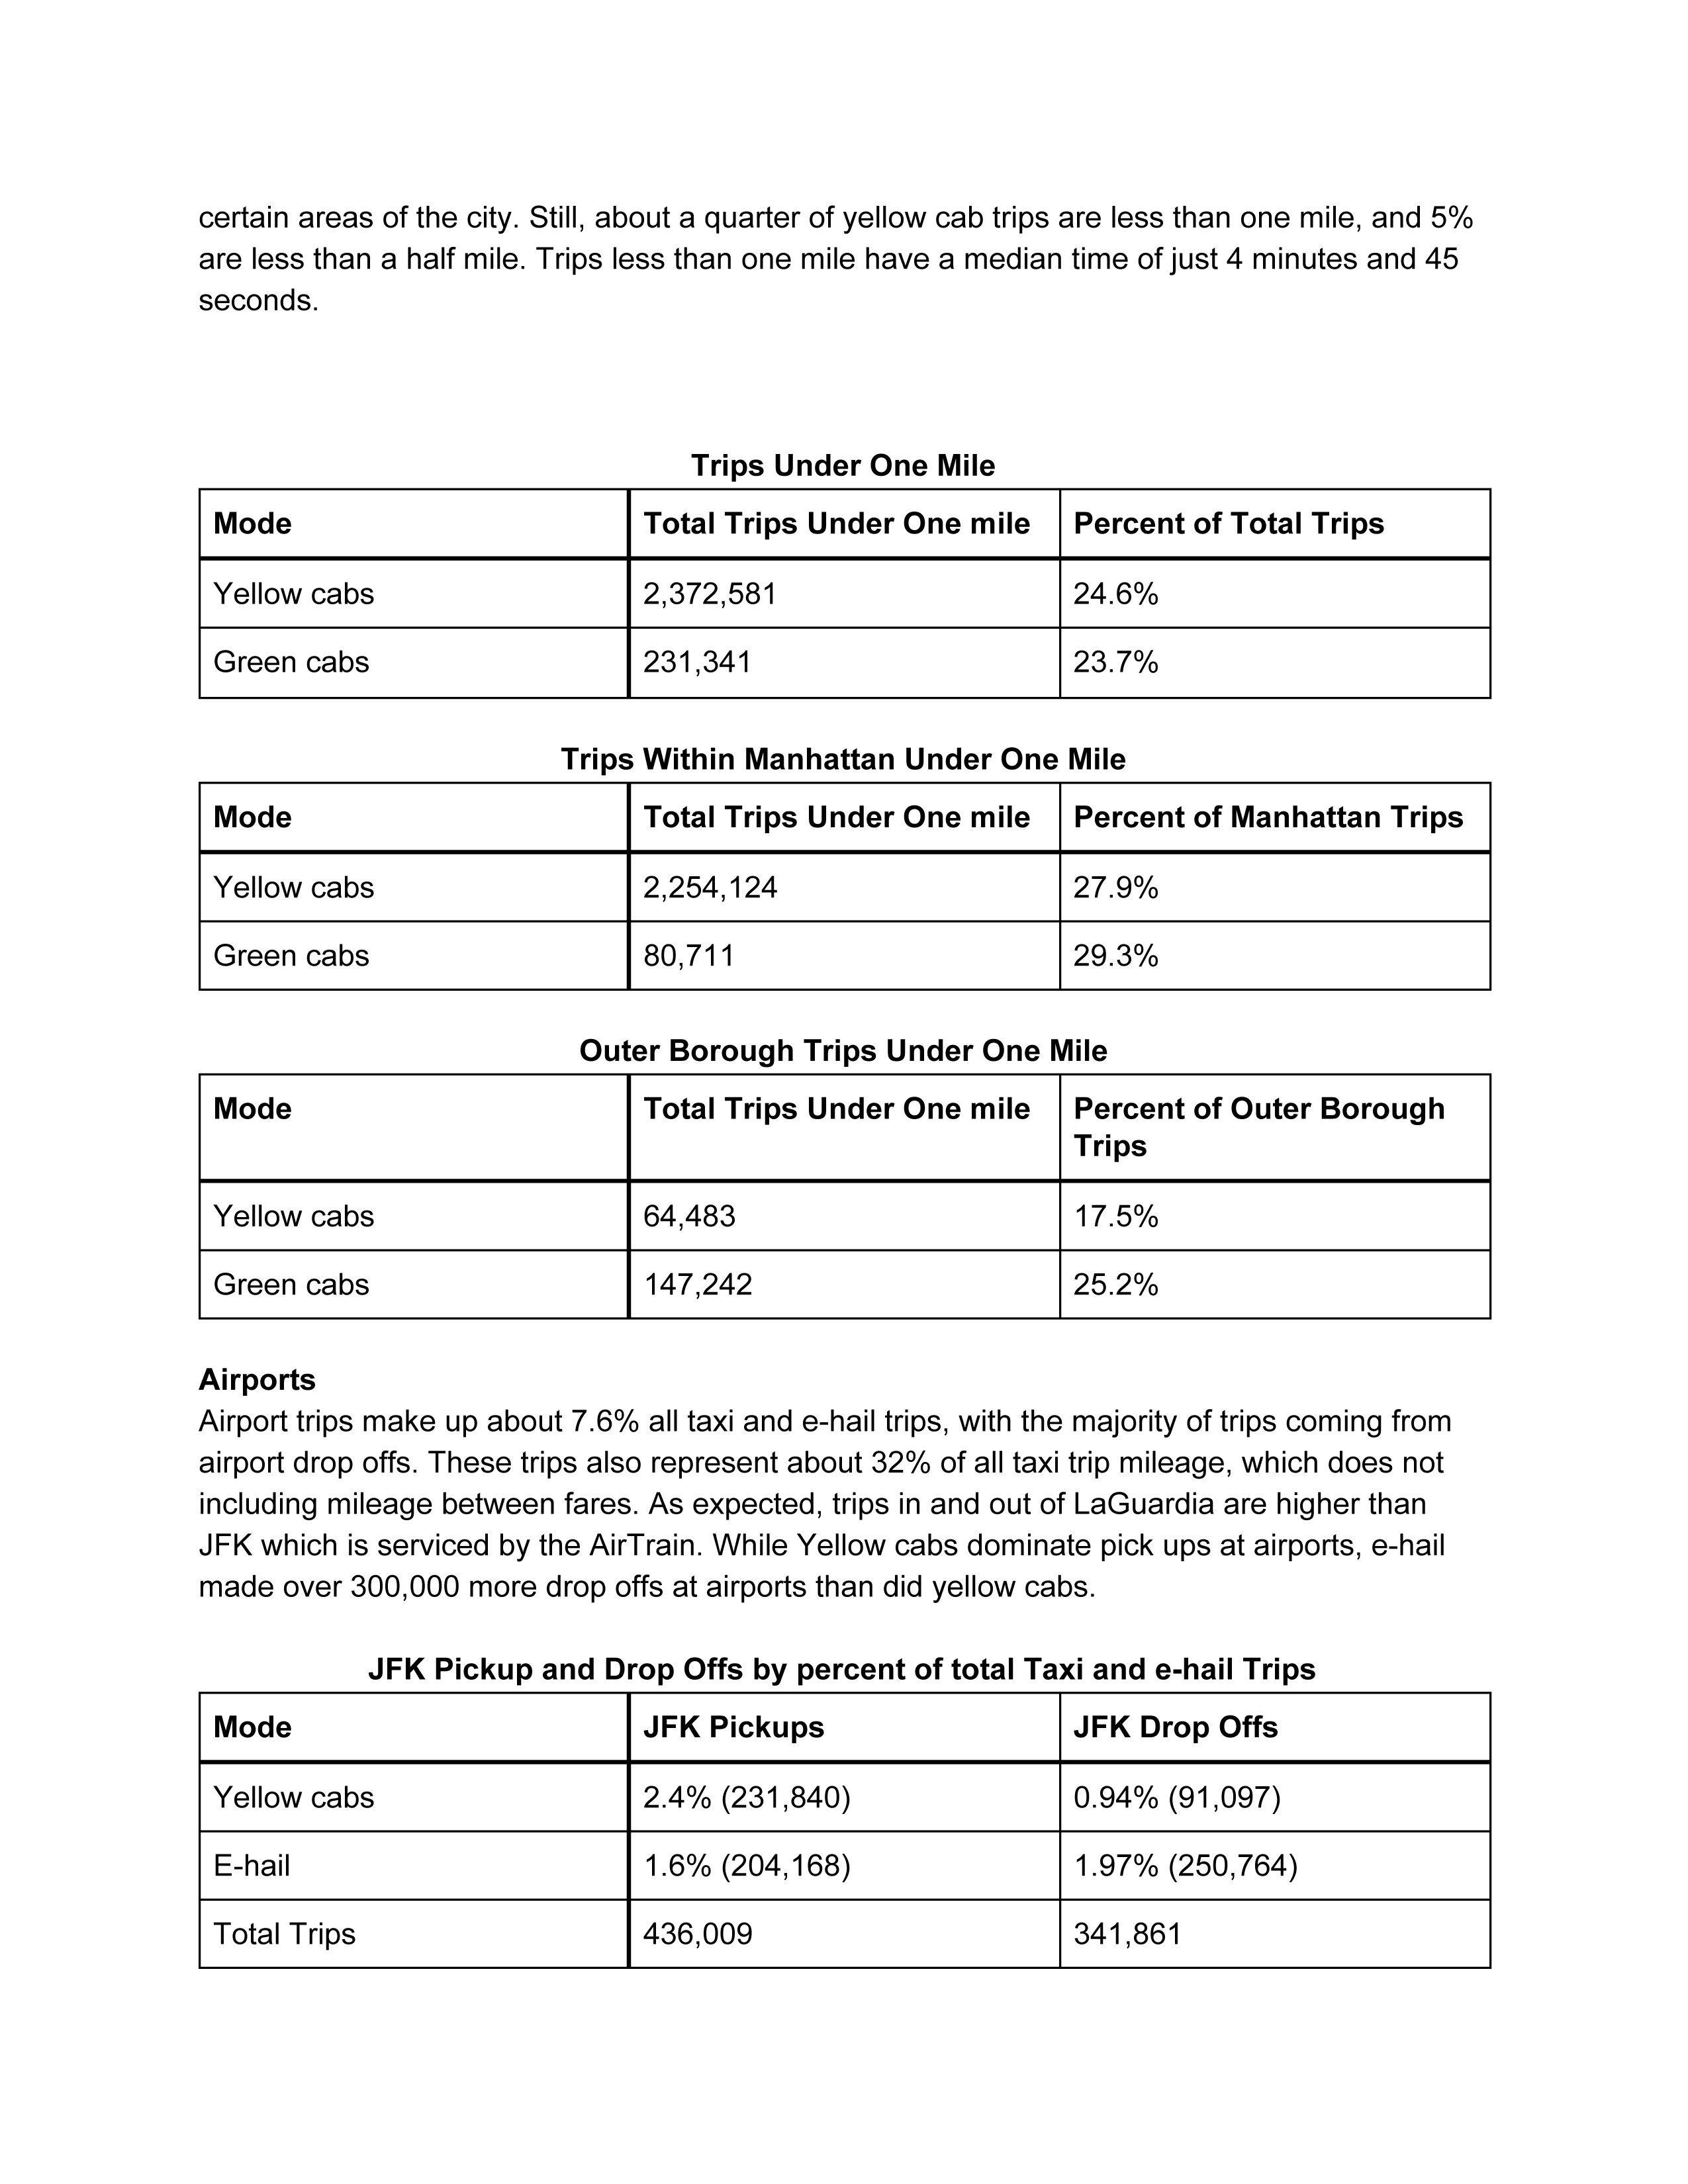 certain areas of the city. Still, about a quarter of yellow cab trips are less than one mile, and 5%
are less than a half mile. Trips less than one mile have a median time of just 4 minutes and 45
seconds.
Trips Under One Mile
Mode Total Trips Under One mile Percent of Total Trips
Yellow cabs 2,372,581 24.6%
Green cabs 231,341 23.7%
Trips Within Manhattan Under One Mile
Mode Total Trips Under One mile Percent of Manhattan Trips
Yellow cabs 2,254,124 27.9%
Green cabs 80,711 29.3%
Outer Borough Trips Under One Mile
Mode Total Trips Under One mile Percent of Outer Borough
Trips
Yellow cabs 64,483 17.5%
Green cabs 147,242 25.2%
Airports
Airport trips make up about 7.6% all taxi and e-hail trips, with the majority of trips coming from
airport drop offs. These trips also represent about 32% of all taxi trip mileage, which does not
including mileage between fares. As expected, trips in and out of LaGuardia are higher than
JFK which is serviced by the AirTrain. While Yellow cabs dominate pick ups at airports, e-hail
made over 300,000 more drop offs at airports than did yellow cabs.
JFK Pickup and Drop Offs by percent of total Taxi and e-hail Trips
Mode JFK Pickups JFK Drop Offs
Yellow cabs 2.4% (231,840) 0.94% (91,097)
E-hail 1.6% (204,168) 1.97% (250,764)
Total Trips 436,009 341,861